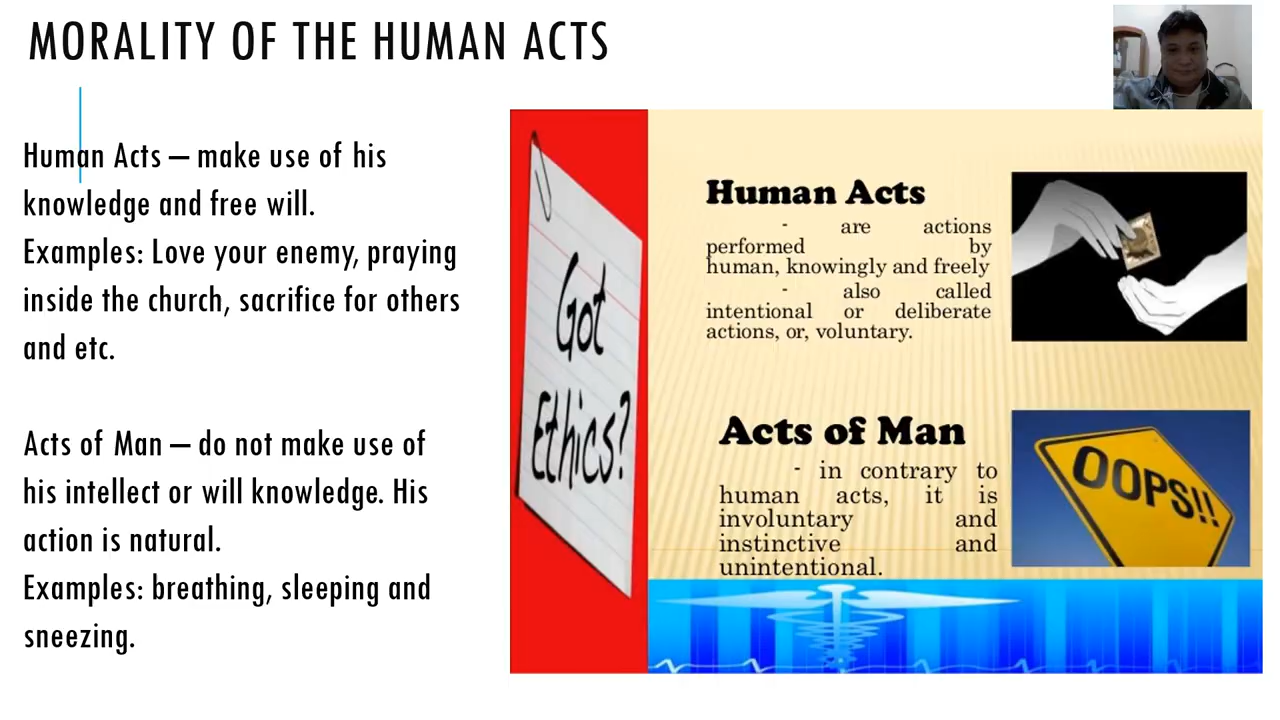 MORALITY OF THE HUMAN ACTS
Human Acts – make use of his
knowledge and free will.
Examples: Love your enemy, praying
inside the church, sacrifice for others
and etc.
Acts of Man – do not make use of
his intellect or will knowledge. His
action is natural.
Examples: breathing, sleeping and
sneezing.
Got
Ethics?
Human Acts
- are actions
performed by
human, knowingly and freely
- also called
intentional or deliberate
actions, or, voluntary.
Acts of Man
- in contrary to
human acts, it is
involuntary and
instinctive and
unintentional.
OOPS!!